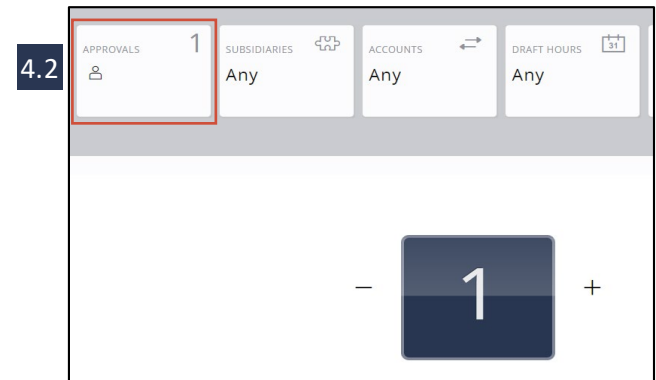 4.2
APPROVALS 1
SUBSIDIARIES
Any
ACCOUNTS
Any
DRAFT HOURS 31
Any
− 1 +